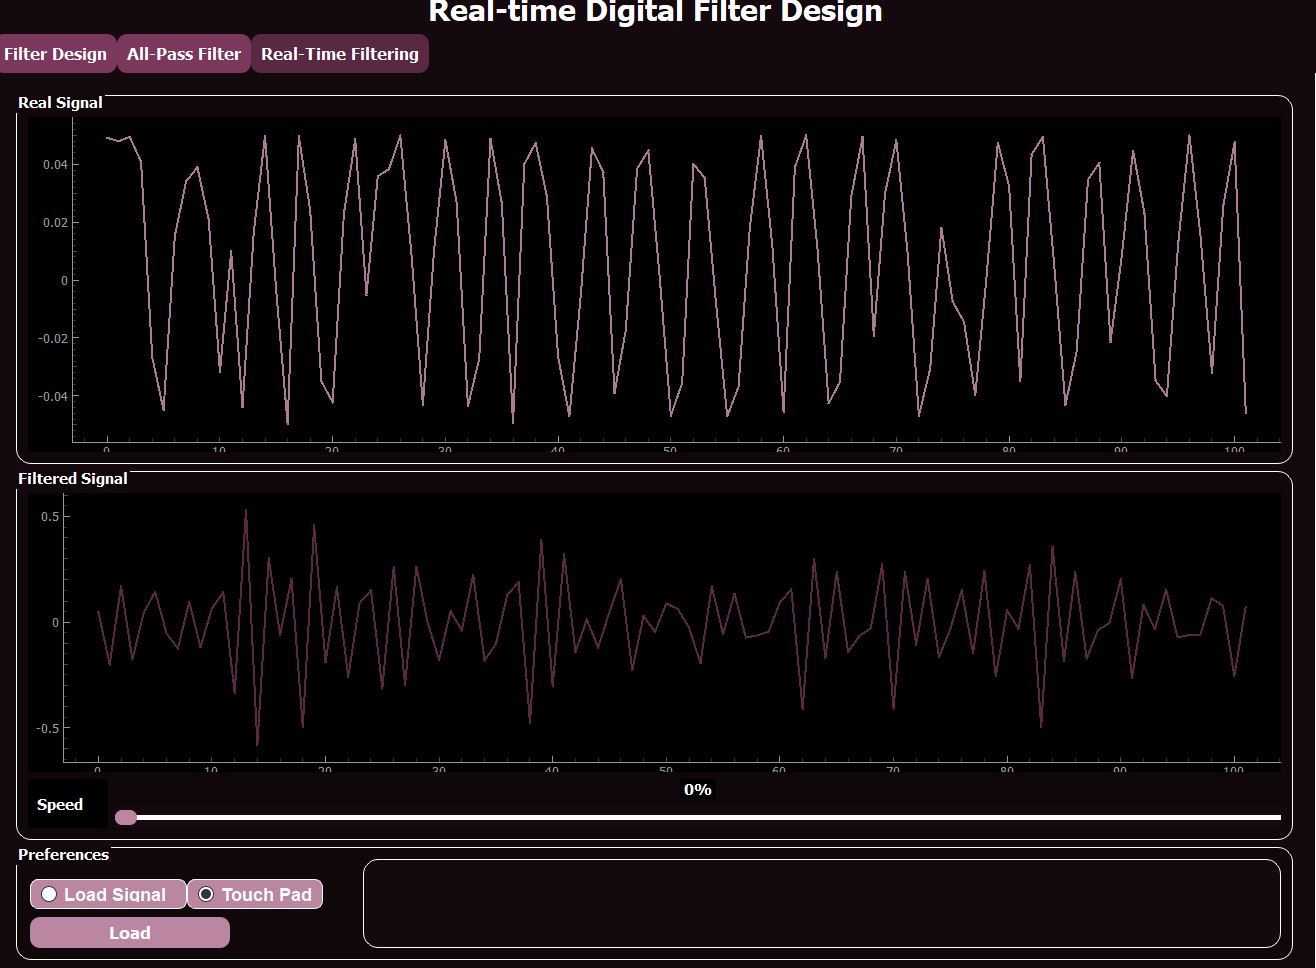 Real-time Digital Filter Design
Filter Design All-Pass Filter Real-Time Filtering
Real Signal
0.04
0.02
0
-0.02
-0.04
0 10 20 30 40 50 60 70 80 90 100
Filtered Signal
0.5
0
-0.5
0 10 20 30 40 50 60 70 80 90 100
0%
Speed
Preferences
Load Signal Touch Pad
Load